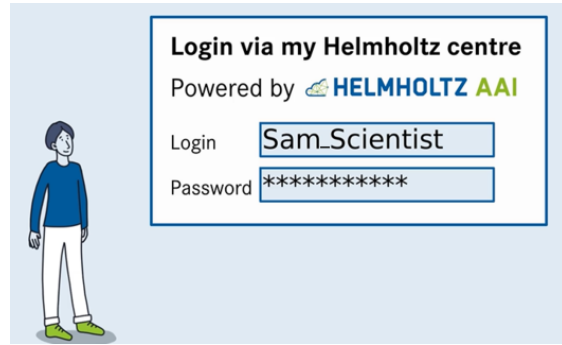 Login via my Helmholtz centre
Powered by HELMHOLTZ AAI
Login Sam_Scientist
Password ***********